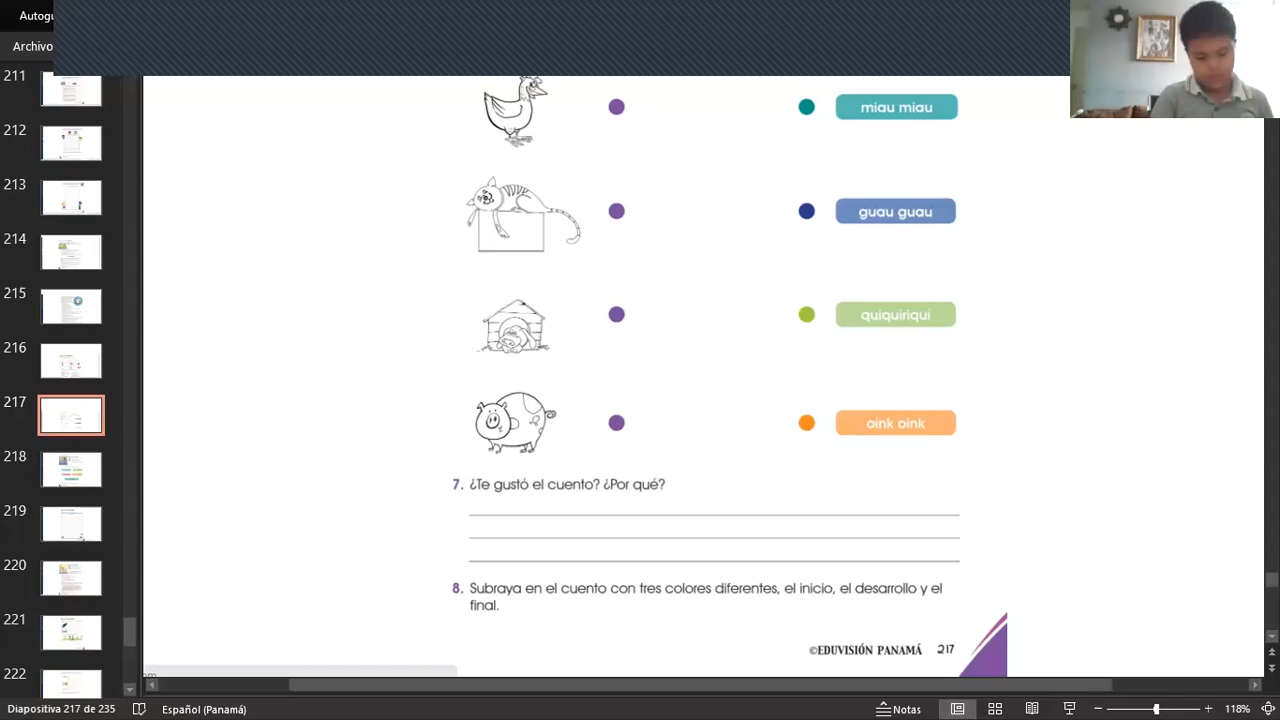 Autogu
Archivo
211
212
213
214
215
216
217
218
219
220
221
222
miau miau
guau guau
quiquiriqui
oink oink
7. ¿Te gustó el cuento? ¿Por qué?
8. Subraya en el cuento con tres colores diferentes, el inicio, el desarrollo y el
final.
©EDUVISIÓN PANAMÁ 217
om
Diapositiva 217 de 235 Español (Panamá) Notas 118%